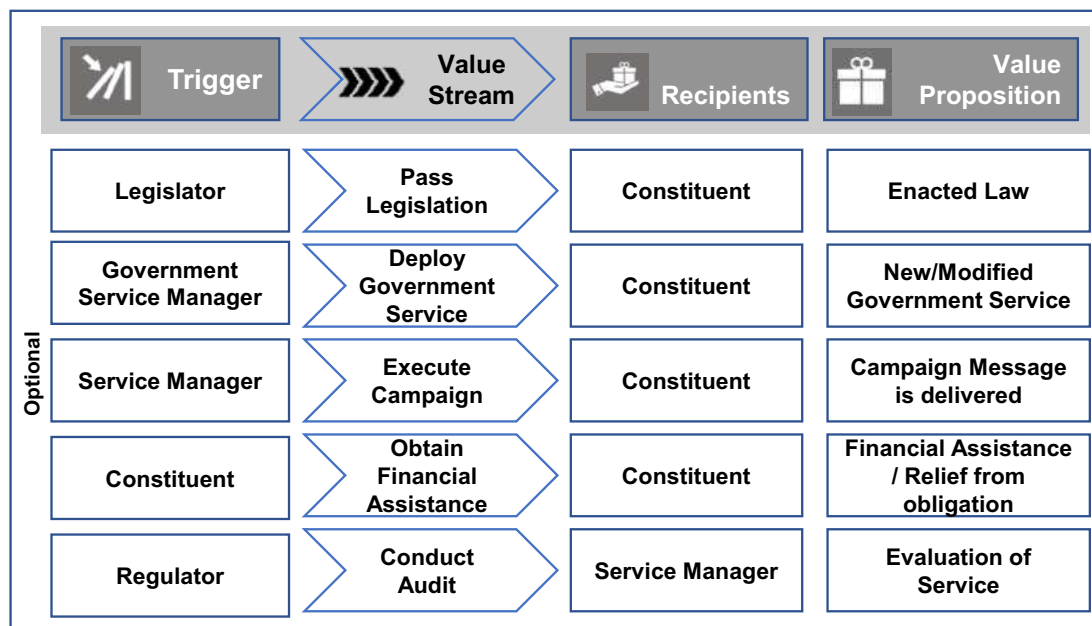 Trigger
Value
Stream
Recipients
Value
Proposition
Optional
Legislator
Pass
Legislation
Constituent
Enacted Law
Government
Service Manager
Deploy
Government
Service
Constituent
New/Modified
Government Service
Service Manager
Execute
Campaign
Constituent
Campaign Message
is delivered
Constituent
Obtain
Financial
Assistance
Constituent
Financial Assistance
/ Relief from
obligation
Regulator
Conduct
Audit
Service Manager
Evaluation of
Service